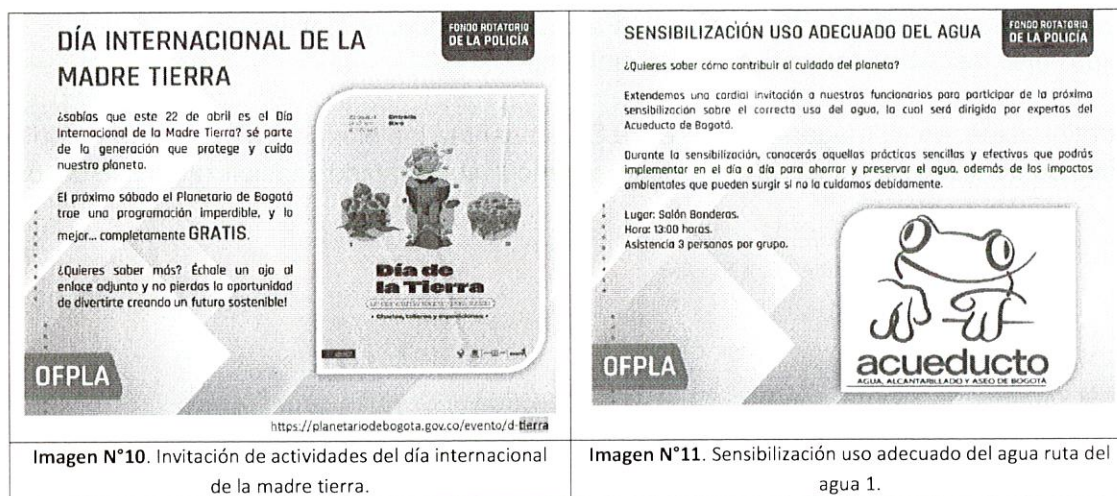 DÍA INTERNACIONAL DE LA
MADRE TIERRA
FONDO ROTATORIO
DE LA POLICÍA
¿sabías que este 22 de abril es el Día
Internacional de la Madre Tierra? sé parte
de la generación que protege y cuida
nuestro planeta.
El próximo sábado el Planetario de Bogotá
trae una programación imperdible, y lo
mejor... completamente GRATIS.
¿Quieres saber más? Échale un ojo al
enlace adjunto y no pierdas la oportunidad
de divertirte creando un futuro sostenible!
Entrada
libre
Día de
la Tierra
• Charlas, talleres y exposiciones •
OFPLA
https://planetariodebogota.gov.co/evento/d-tierra
Imagen N°10. Invitación de actividades del día internacional
de la madre tierra.
SENSIBILIZACIÓN USO ADECUADO DEL AGUA
FONDO ROTATORIO
DE LA POLICÍA
¿Quieres saber cómo contribuir al cuidado del planeta?
Extendemos una cordial invitación a nuestros funcionarios para participar de la próxima
sensibilización sobre el correcto uso del agua, la cual será dirigida por expertos del
Acueducto de Bogotá.
Durante la sensibilización, conocerás aquellas prácticas sencillas y efectivas que podrás
implementar en el día a día para ahorrar y preservar el agua, además de los impactos
ambientales que pueden surgir si no la cuidamos debidamente.
Lugar: Salón Banderas.
Hora: 13:00 horas.
Asistencia 3 personas por grupo.
acueducto
AGUA, ALCANTARILLADO Y ASEO DE BOGOTÁ
OFPLA
Imagen N°11. Sensibilización uso adecuado del agua ruta del
agua 1.